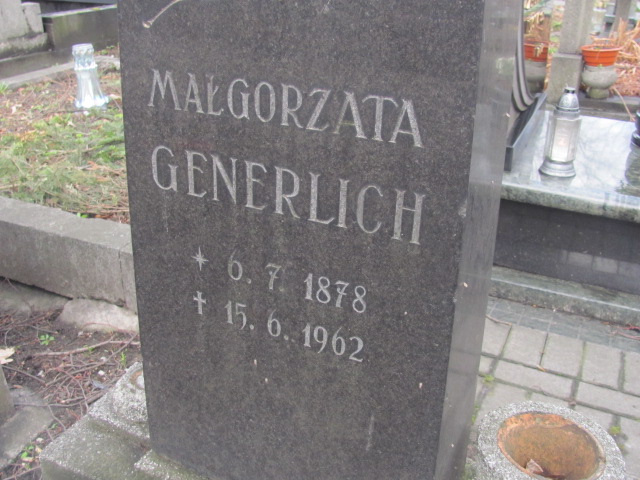 MAŁGORZATA
GENERLICH
* 6. 7. 1878
† 15. 6. 1962